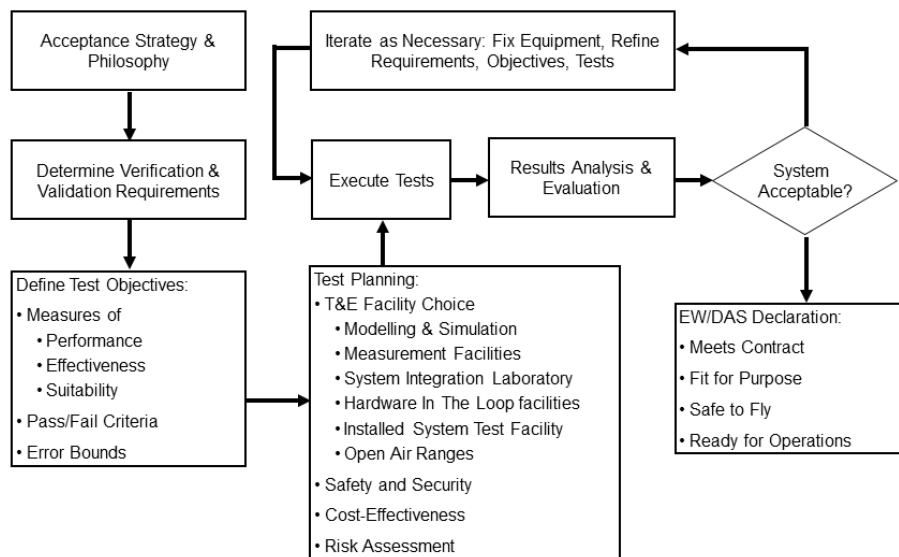 Acceptance Strategy &
Philosophy
Determine Verification &
Validation Requirements
Define Test Objectives:
• Measures of
• Performance
• Effectiveness
• Suitability
• Pass/Fail Criteria
• Error Bounds
Test Planning:
• T&E Facility Choice
• Modelling & Simulation
• Measurement Facilities
• System Integration Laboratory
• Hardware In The Loop facilities
• Installed System Test Facility
• Open Air Ranges
• Safety and Security
• Cost-Effectiveness
• Risk Assessment
Execute Tests
Results Analysis &
Evaluation
System
Acceptable?
Iterate as Necessary: Fix Equipment, Refine
Requirements, Objectives, Tests
EW/DAS Declaration:
• Meets Contract
• Fit for Purpose
• Safe to Fly
• Ready for Operations